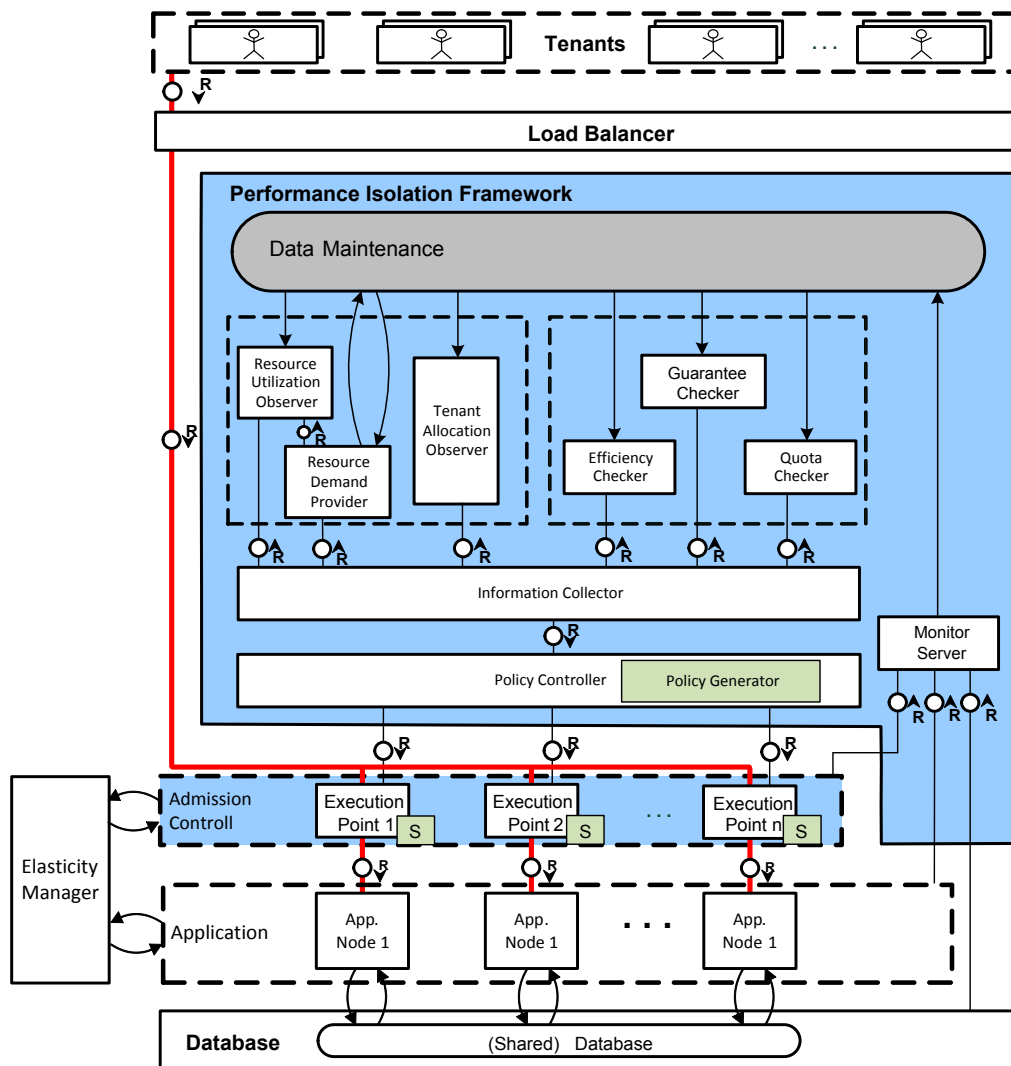 Tenants
. . .
R
Load Balancer
Performance Isolation Framework
Data Maintenance
Resource
Utilization
Observer
R
Resource
Demand
Provider
Tenant
Allocation
Observer
Guarantee
Checker
Efficiency
Checker
Quota
Checker
R
R
R
R
R
R
R
Information Collector
R
Monitor
Server
Policy Controller
Policy Generator
R
R
R
R
R
R
Admission
Controll
Execution
Point 1
S
Execution
Point 2
S
. . .
Execution
Point n
S
R
R
R
Elasticity
Manager
Application
App.
Node 1
App.
Node 1
. . .
App.
Node 1
Database
(Shared) Database